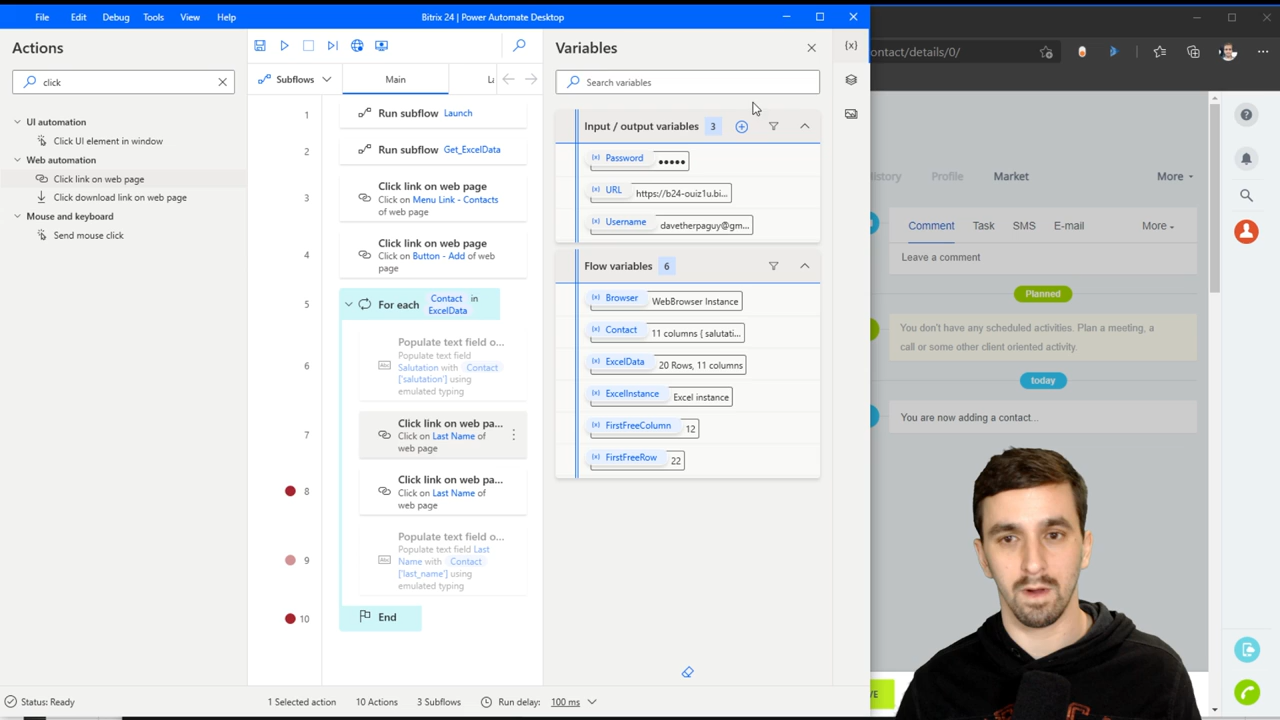 File Edit Debug Tools View Help
Bitrix 24 | Power Automate Desktop
Actions
click
UI automation
Click UI element in window
Web automation
Click link on web page
Click download link on web page
Mouse and keyboard
Send mouse click
Subflows
Main
1
Run subflow Launch
2
Run subflow Get_ExcelData
3
Click link on web page
Click on Menu Link - Contacts
of web page
4
Click link on web page
Click on Button - Add of web
page
5
For each Contact in
ExcelData
6
Populate text field o...
Populate text field
Salutation with Contact
['salutation'] using
emulated typing
7
Click link on web pa...
Click on Last Name of
web page
8
Click link on web pa...
Click on Last Name of
web page
9
Populate text field o...
Populate text field Last
Name with Contact
['last_name'] using
emulated typing
10
End
Variables
{x}
Search variables
Input / output variables 3
{x} Password •••••
{x} URL https://b24-ouiz1u.bi...
{x} Username davetherpaguy@gm...
Flow variables 6
{x} Browser WebBrowser Instance
{x} Contact 11 columns { salutati...
{x} ExcelData 20 Rows, 11 columns
{x} ExcelInstance Excel instance
{x} FirstFreeColumn 12
{x} FirstFreeRow 22
Status: Ready
1 Selected action
10 Actions
3 Subflows
Run delay: 100 ms
ontact/details/0/
History Profile Market More
Comment Task SMS E-mail More
Leave a comment
Planned
You don't have any scheduled activities. Plan a meeting, a
call or some other client oriented activity.
today
You are now adding a contact...